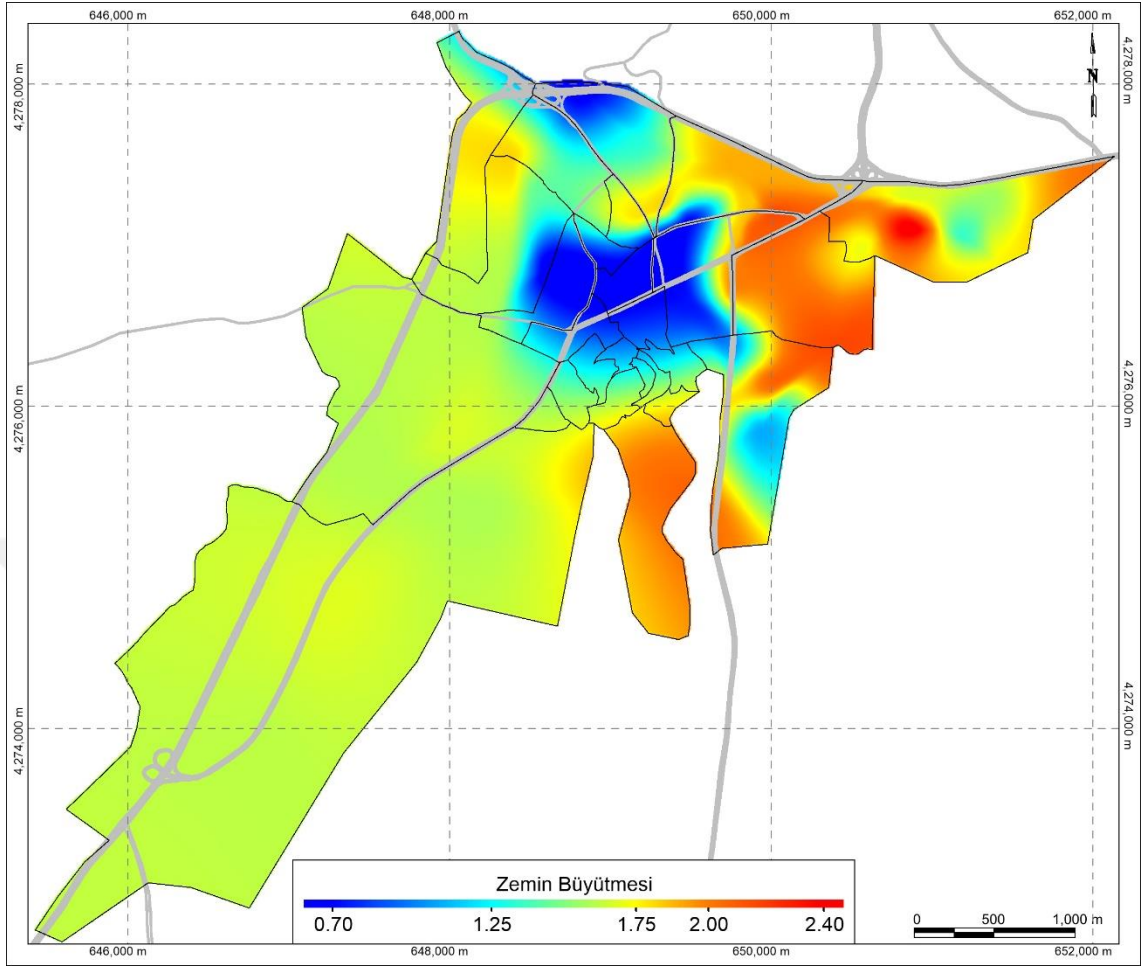 646,000 m 648,000 m 650,000 m 652,000 m
4,278,000 m 4,278,000 m
N
4,276,000 m 4,276,000 m
4,274,000 m 4,274,000 m
Zemin Büyütmesi
0.70 1.25 1.75 2.00 2.40
0 500 1,000 m
646,000 m 648,000 m 650,000 m 652,000 m